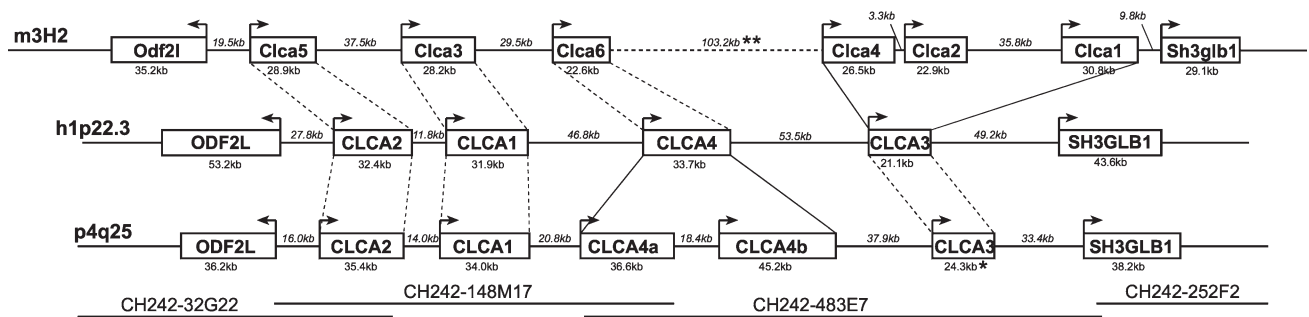 m3H2 Odf2l 19.5kb Clca5 37.5kb Clca3 29.5kb Clca6 103.2kb** Clca4 3.3kb Clca2 35.8kb Clca1 9.8kb Sh3glb1
35.2kb 28.9kb 28.2kb 22.6kb 26.5kb 22.9kb 30.8kb 29.1kb
h1p22.3 ODF2L 27.8kb CLCA2 11.8kb CLCA1 46.8kb CLCA4 53.5kb CLCA3 49.2kb SH3GLB1
53.2kb 32.4kb 31.9kb 33.7kb 21.1kb 43.6kb
p4q25 ODF2L 16.0kb CLCA2 14.0kb CLCA1 20.8kb CLCA4a 18.4kb CLCA4b 37.9kb CLCA3 33.4kb SH3GLB1
36.2kb 35.4kb 34.0kb 36.6kb 45.2kb 24.3kb* 38.2kb
CH242-32G22 CH242-148M17 CH242-483E7 CH242-252F2